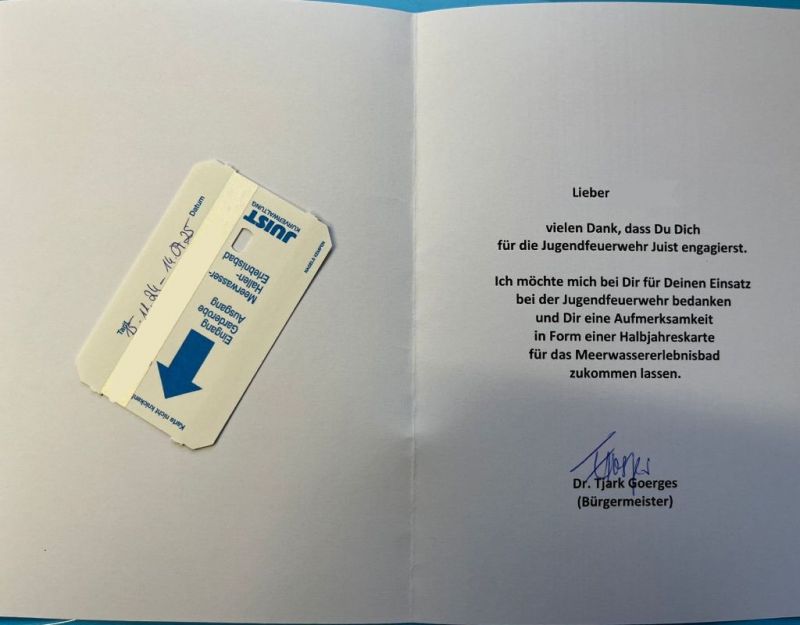 Datum
Tag
JUIST
KURVERWALTUNG
Meerwasser-
Hallen-
Erlebnisbad
Eingang
Garderobe
Ausgang
Karte nicht knicken!
Lieber
vielen Dank, dass Du Dich
für die Jugendfeuerwehr Juist engagierst.
Ich möchte mich bei Dir für Deinen Einsatz
bei der Jugendfeuerwehr bedanken
und Dir eine Aufmerksamkeit
in Form einer Halbjahreskarte
für das Meerwassererlebnisbad
zukommen lassen.
Dr. Tjark Goerges
(Bürgermeister)